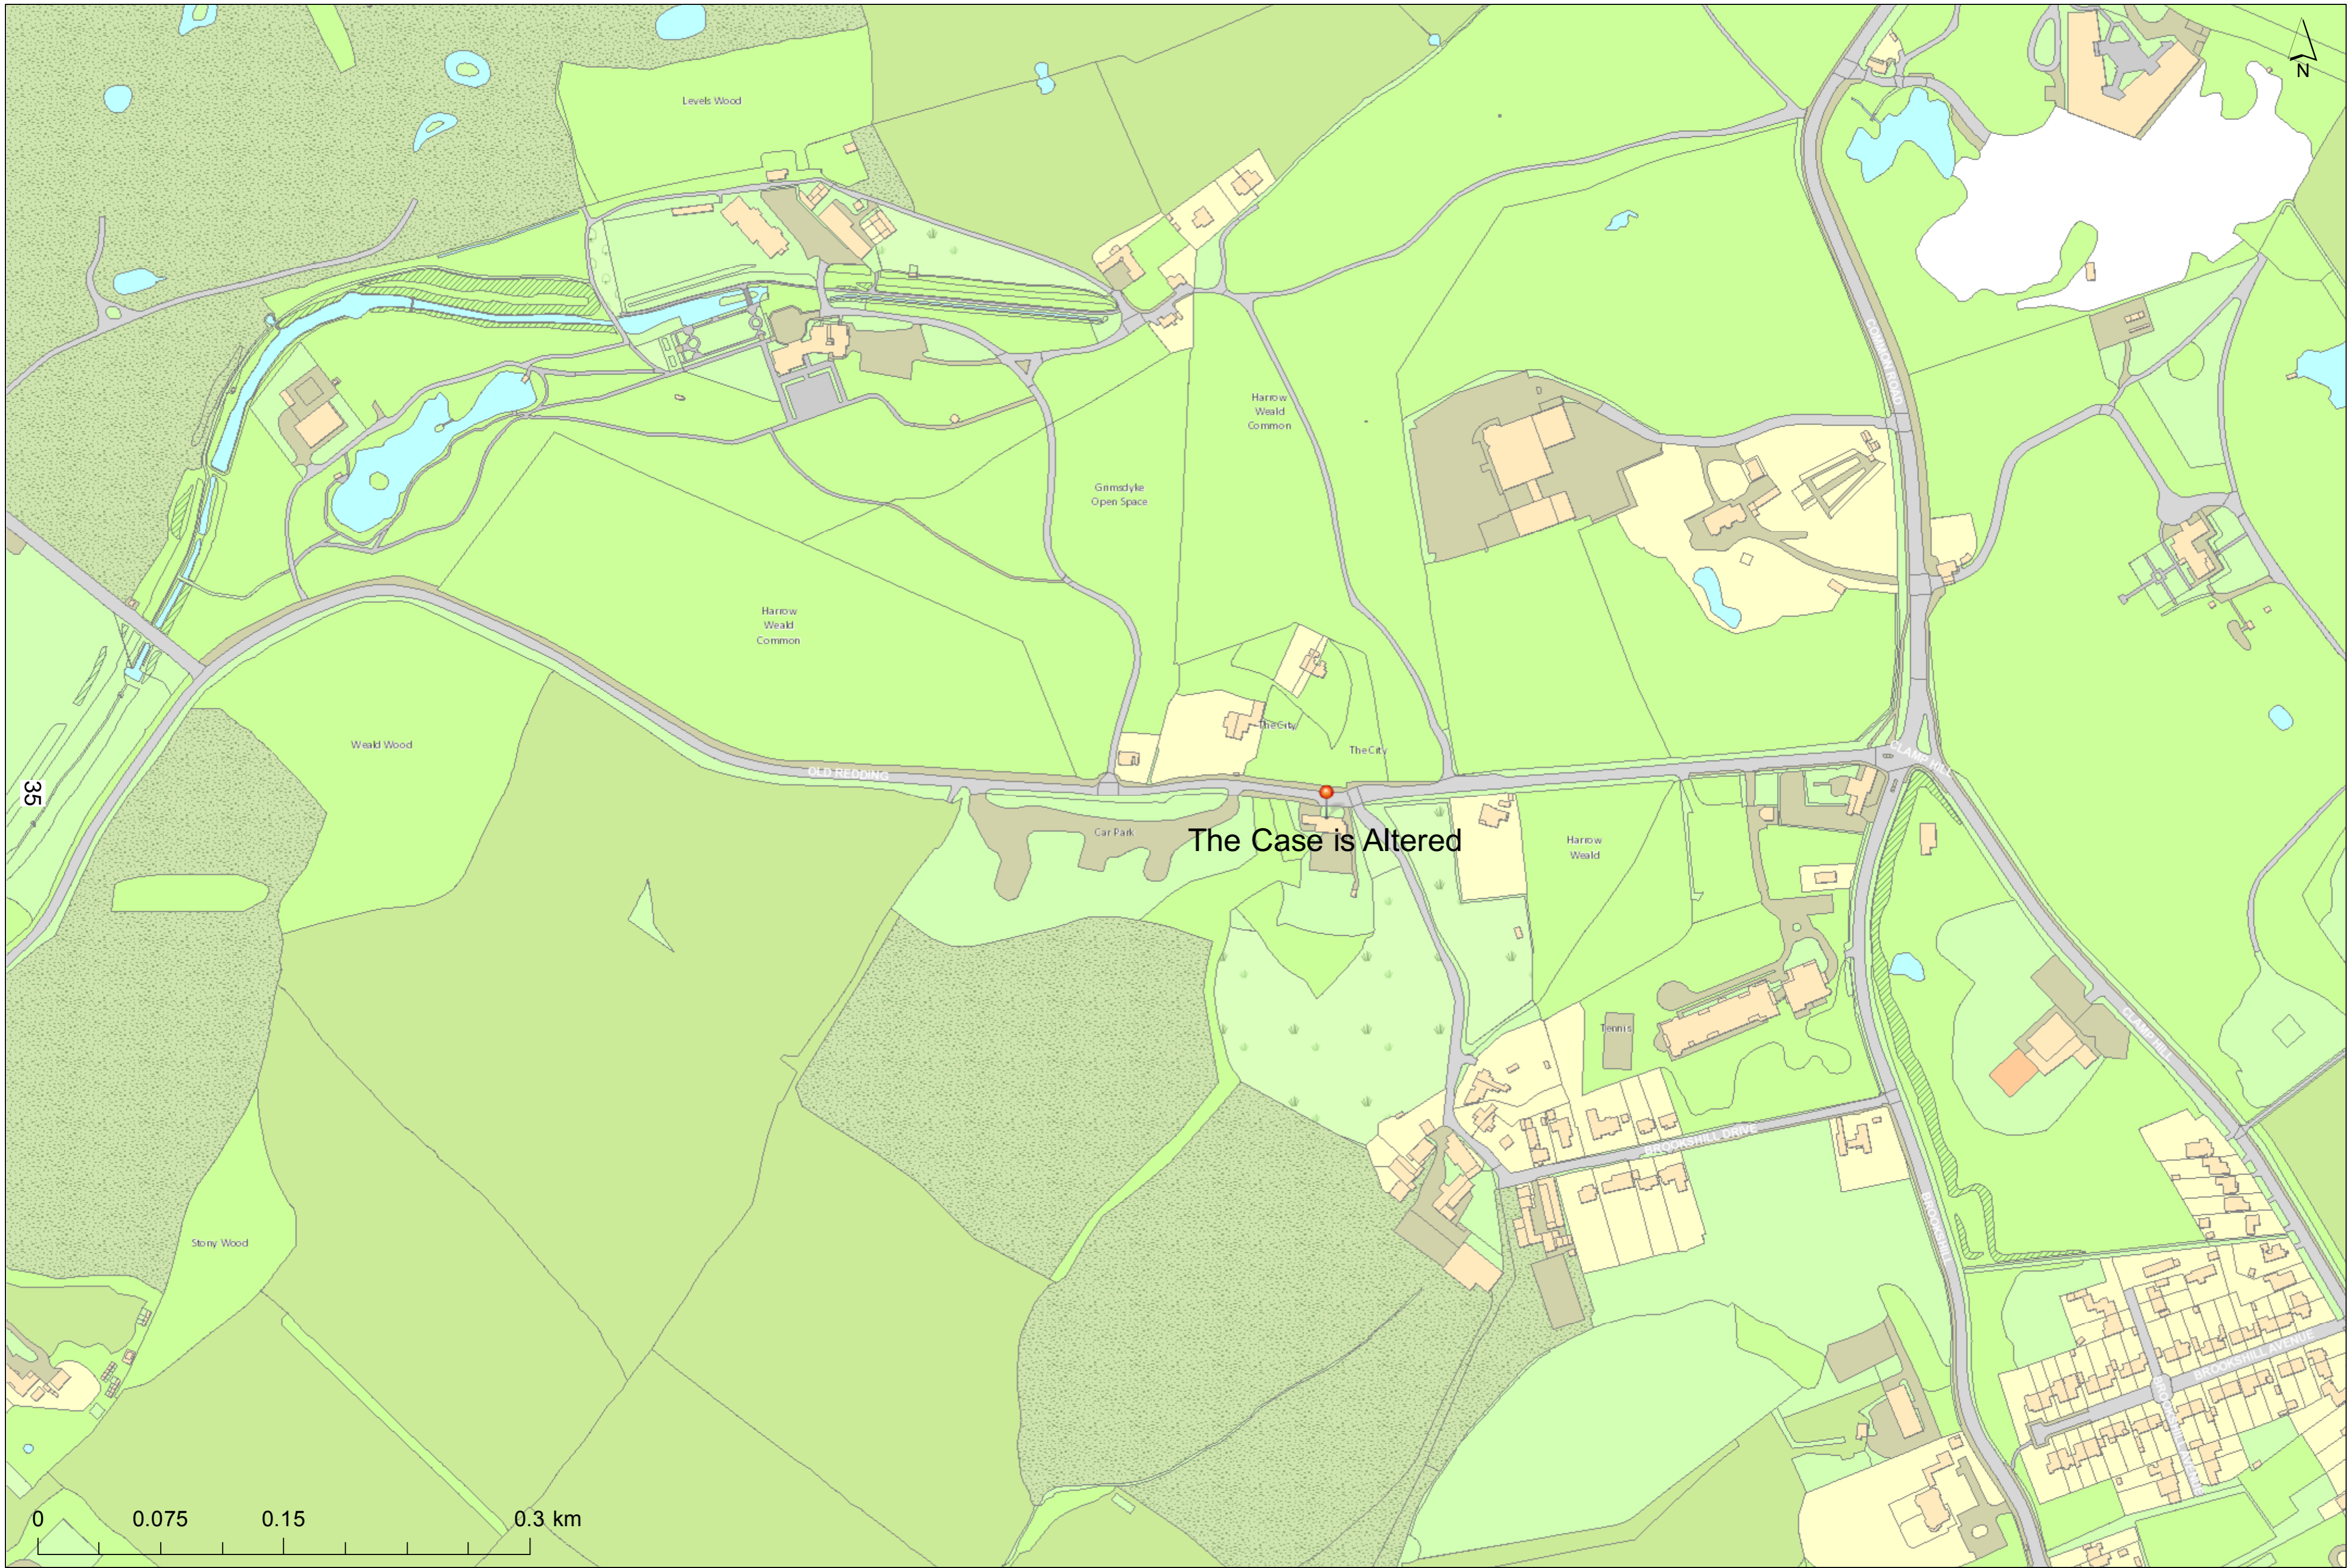 Levels Wood
N
COMMON ROAD
Harrow
Weald
Common
Grimsdyke
Open Space
Harrow
Weald
Common
The City
The City
Weald Wood
OLD REDDING
CLAMP HILL
35
Car Park
The Case is Altered
Harrow
Weald
Tennis
CLAMP HILL
BROOKSHILL DRIVE
BROOKSHILL
Stony Wood
BROOKSHILL AVENUE
BROOKSHILL AVENUE
0 0.075 0.15 0.3 km